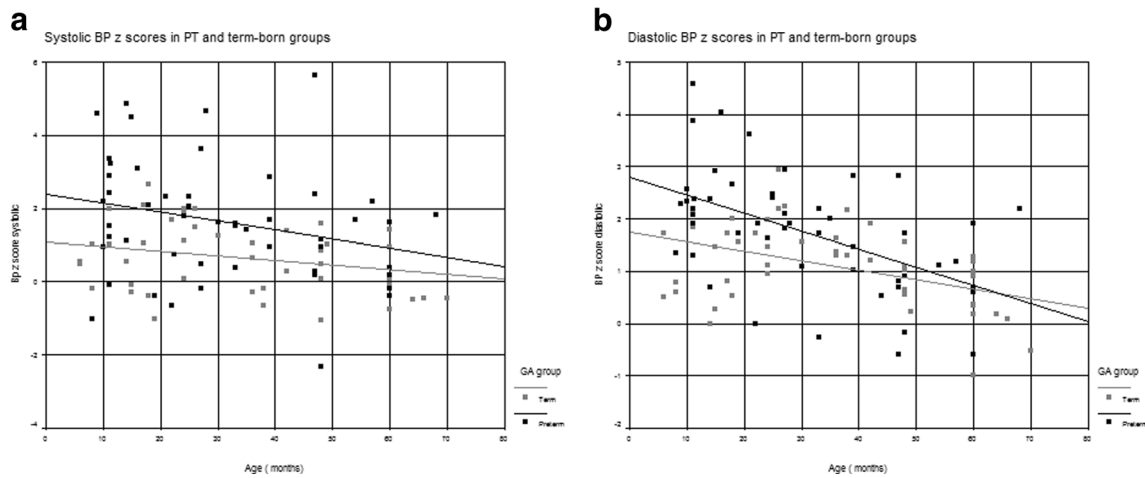 a
Systolic BP z scores in PT and term-born groups
6
4
2
0
-2
-4
Bp z score systolic
0 10 20 30 40 50 60 70 80
Age ( months)
GA group
Term
Preterm
b
Diastolic BP z scores in PT and term-born groups
5
4
3
2
1
0
-1
-2
BP z score diastolic
0 10 20 30 40 50 60 70 80
Age ( months)
GA group
Term
Preterm